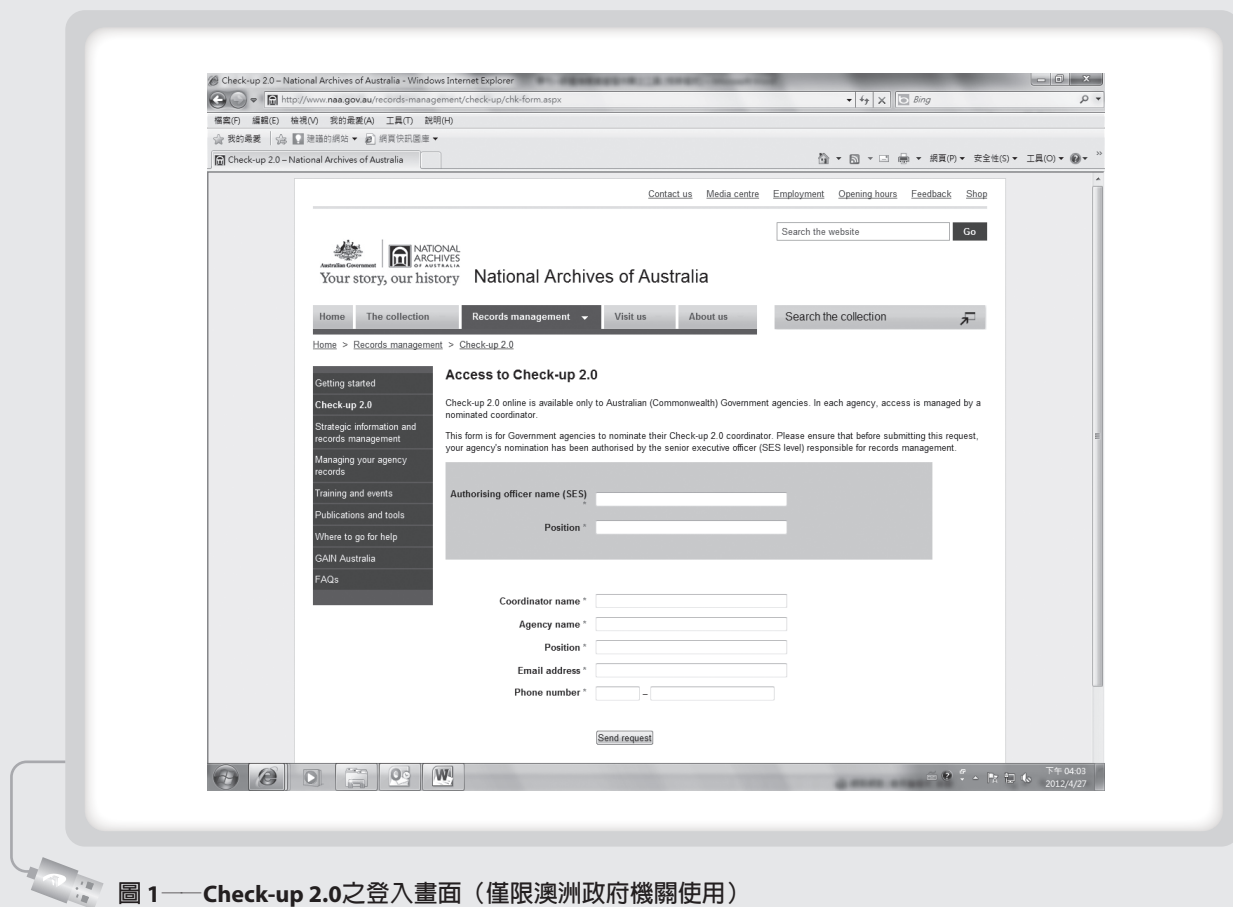 Check-up 2.0 – National Archives of Australia - Windows Internet Explorer
http://www.naa.gov.au/records-management/check-up/chk-form.aspx
Bing
檔案(F) 編輯(E) 檢視(V) 我的最愛(A) 工具(T) 說明(H)
我的最愛 建議的網站 網頁快訊圖庫
Check-up 2.0 – National Archives of Australia
網頁(P) 安全性(S) 工具(O)
Contact us Media centre Employment Opening hours Feedback Shop
Search the website Go
Australian Government
NATIONAL
ARCHIVES
OF AUSTRALIA
Your story, our history National Archives of Australia
Home The collection Records management Visit us About us Search the collection
Home > Records management > Check-up 2.0
Getting started
Check-up 2.0
Strategic information and
records management
Managing your agency
records
Training and events
Publications and tools
Where to go for help
GAIN Australia
FAQs
Access to Check-up 2.0
Check-up 2.0 online is available only to Australian (Commonwealth) Government agencies. In each agency, access is managed by a
nominated coordinator.
This form is for Government agencies to nominate their Check-up 2.0 coordinator. Please ensure that before submitting this request,
your agency's nomination has been authorised by the senior executive officer (SES level) responsible for records management.
Authorising officer name (SES)
*
Position *
Coordinator name *
Agency name *
Position *
Email address *
Phone number * –
Send request
下午 04:03
2012/4/27
圖 1——Check-up 2.0之登入畫面（僅限澳洲政府機關使用）